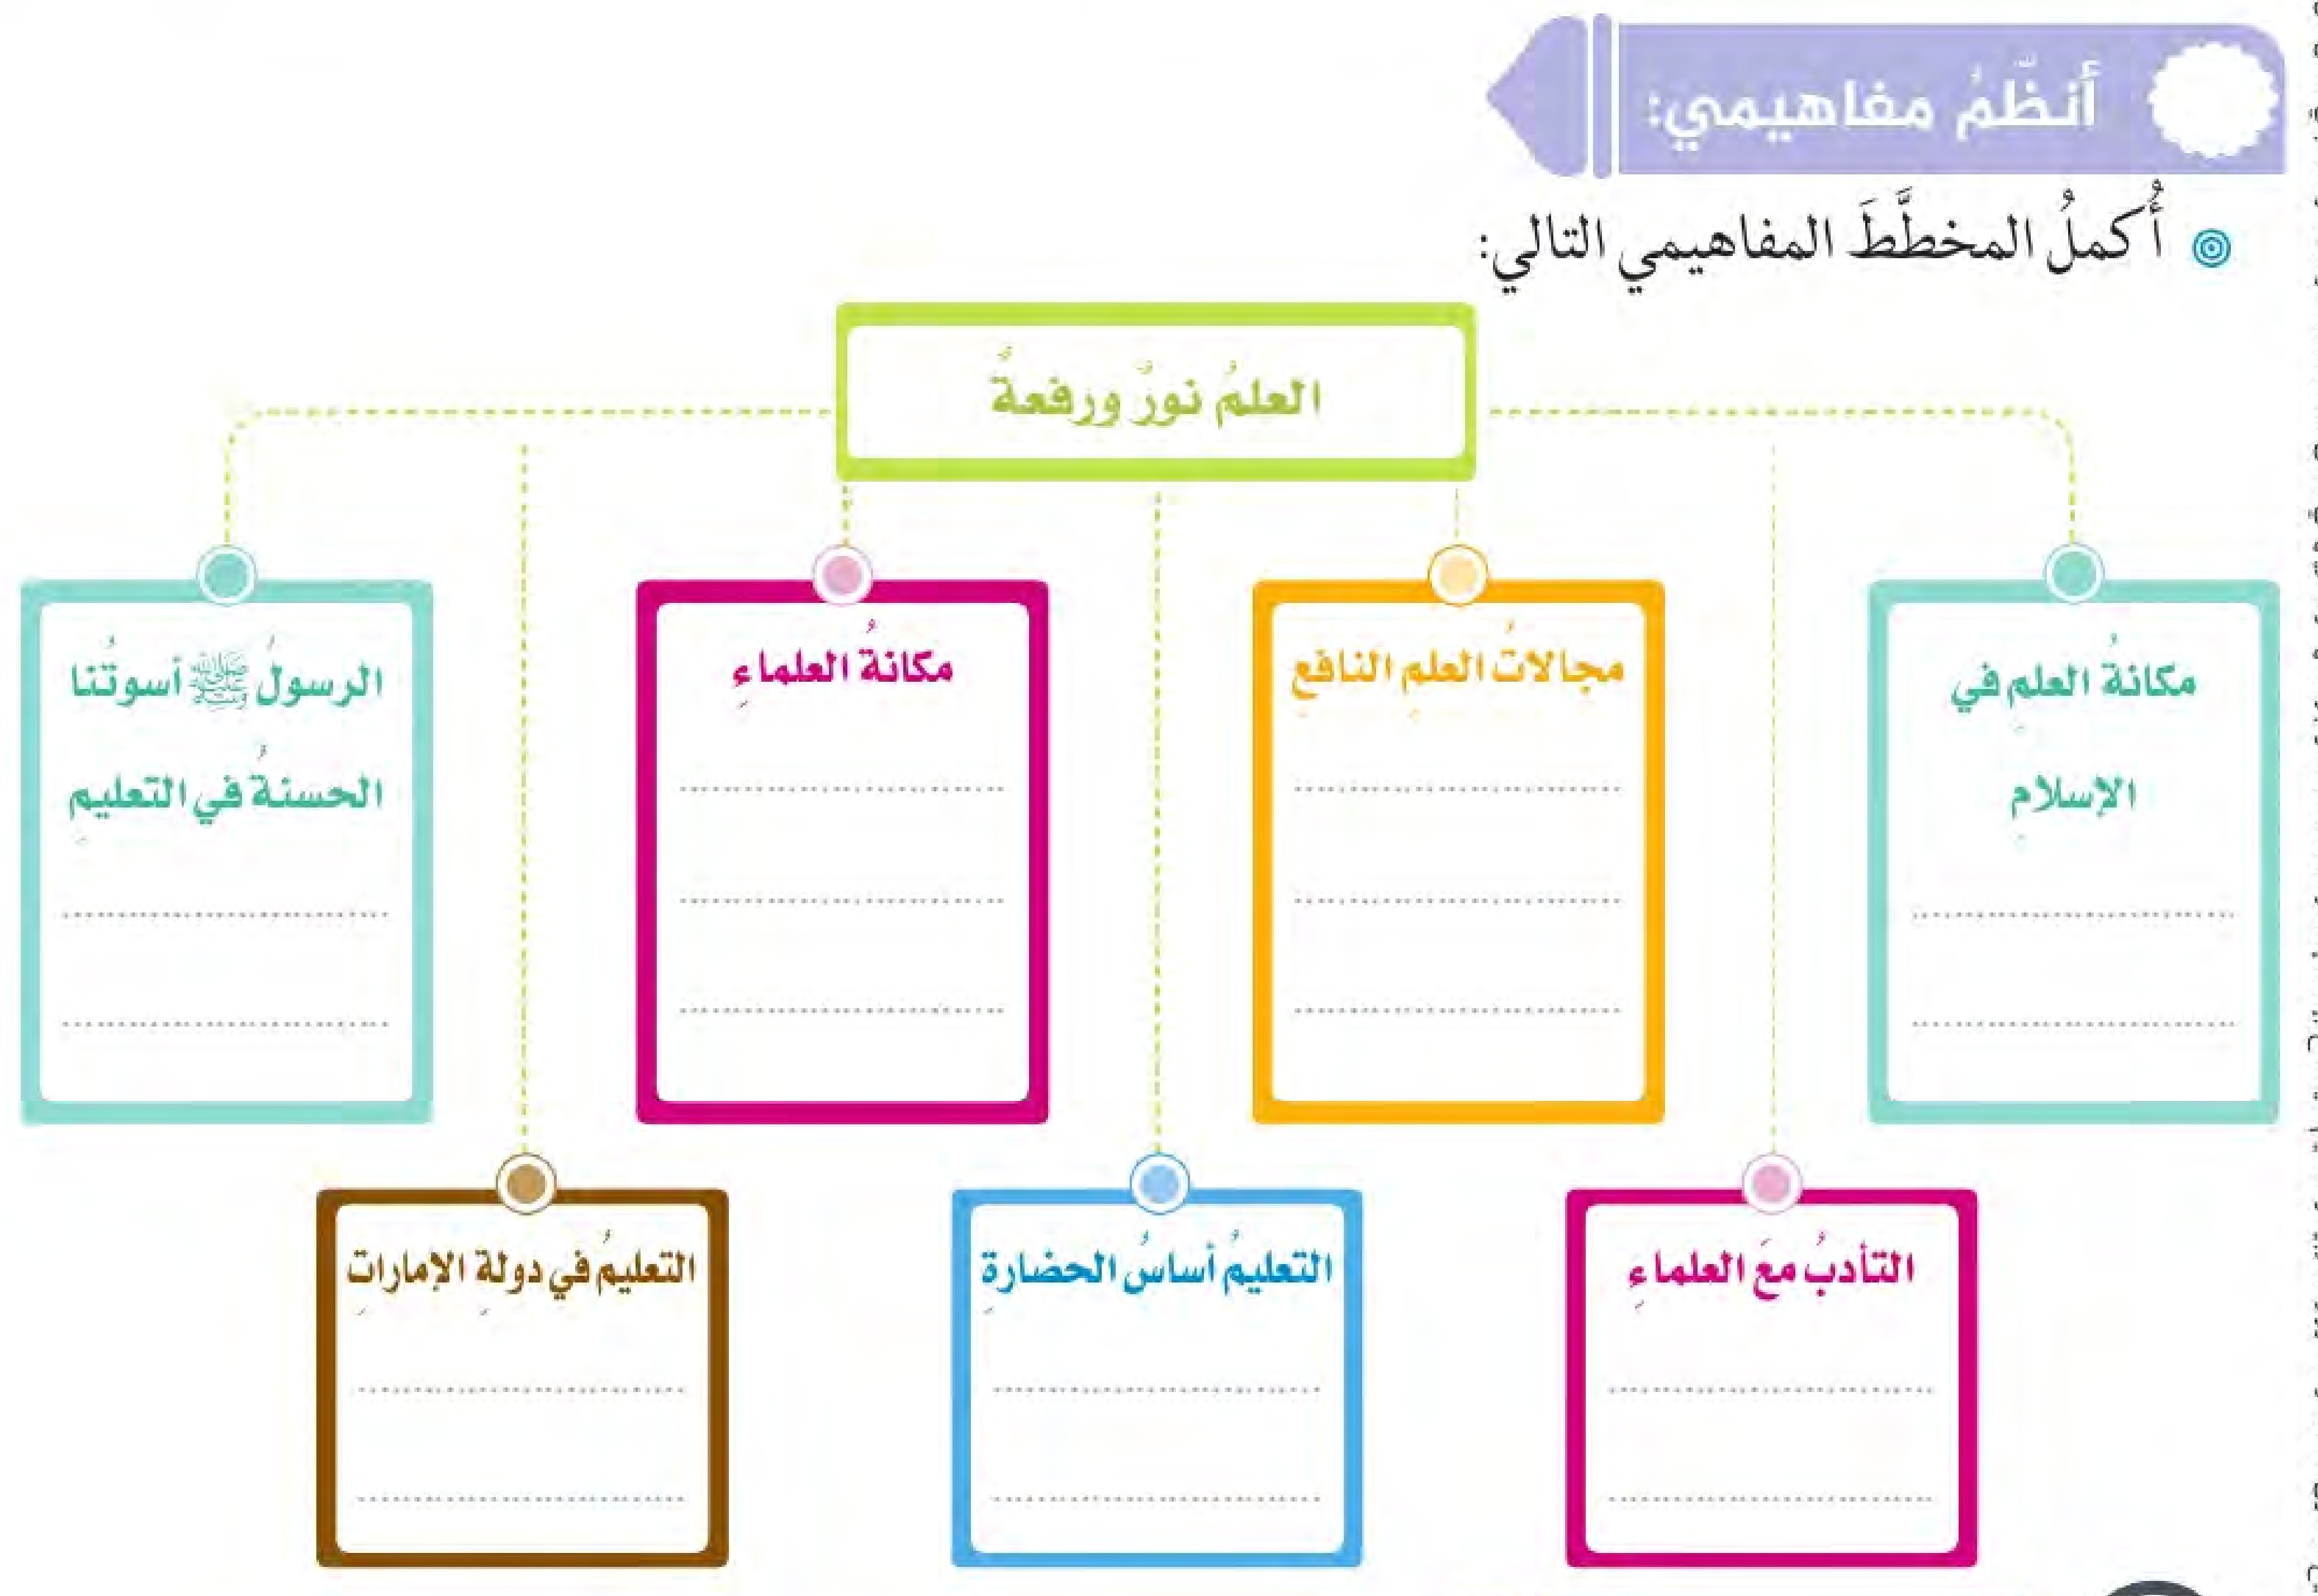 أنظّمُ مفاهيمي:
أُكملُ المخطَّطَ المفاهيمي التالي:
العلمُ نورٌ ورفعةٌ
مكانةُ العلمِ في
الإسلامِ
مجالاتُ العلمِ النافعِ
مكانةُ العلماءِ
الرسولُ ﷺ أسوتُنا
الحسنةُ في التعليمِ
التأدبُ معَ العلماءِ
التعليمُ أساسُ الحضارةِ
التعليمُ في دولةِ الإماراتِ